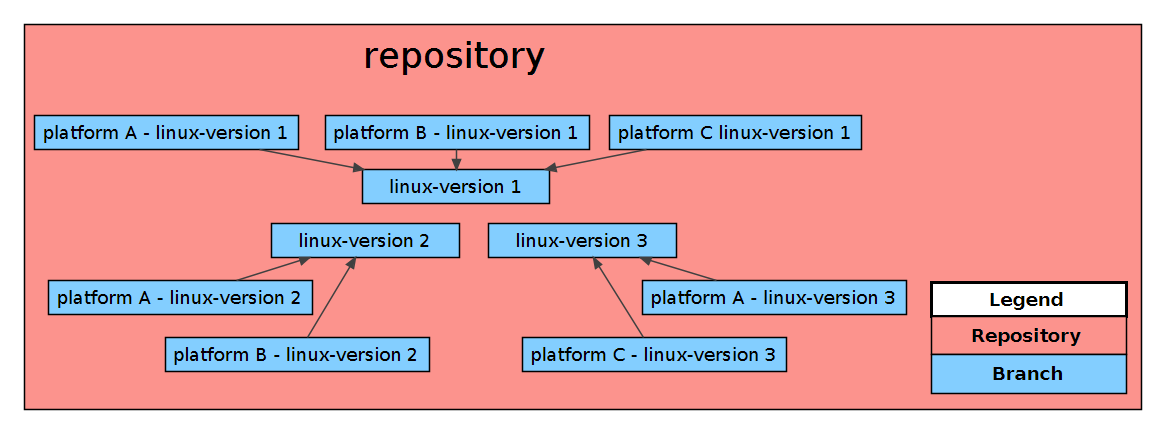 repository
platform A - linux-version 1
platform B - linux-version 1
platform C linux-version 1
linux-version 1
linux-version 2
linux-version 3
platform A - linux-version 2
platform A - linux-version 3
platform B - linux-version 2
platform C - linux-version 3
Legend
Repository
Branch